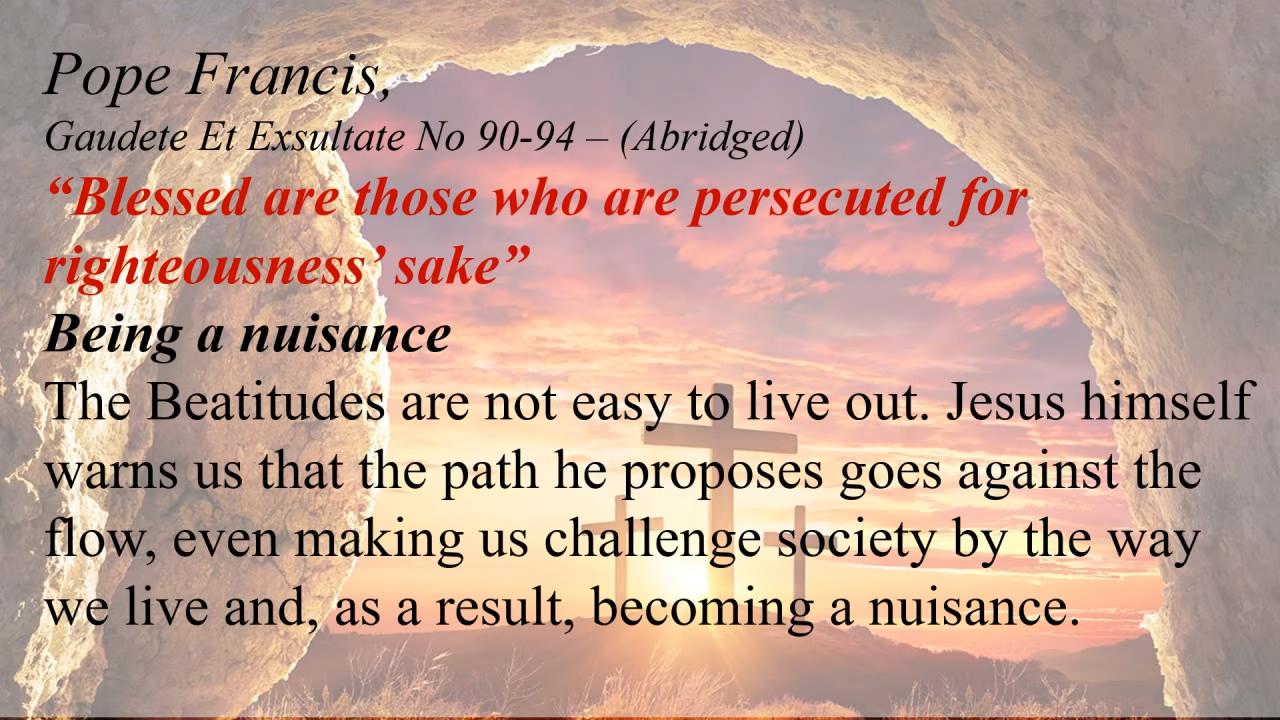 Pope Francis,
Gaudete Et Exsultate No 90-94 – (Abridged)
“Blessed are those who are persecuted for
righteousness’ sake”
Being a nuisance
The Beatitudes are not easy to live out. Jesus himself
warns us that the path he proposes goes against the
flow, even making us challenge society by the way
we live and, as a result, becoming a nuisance.